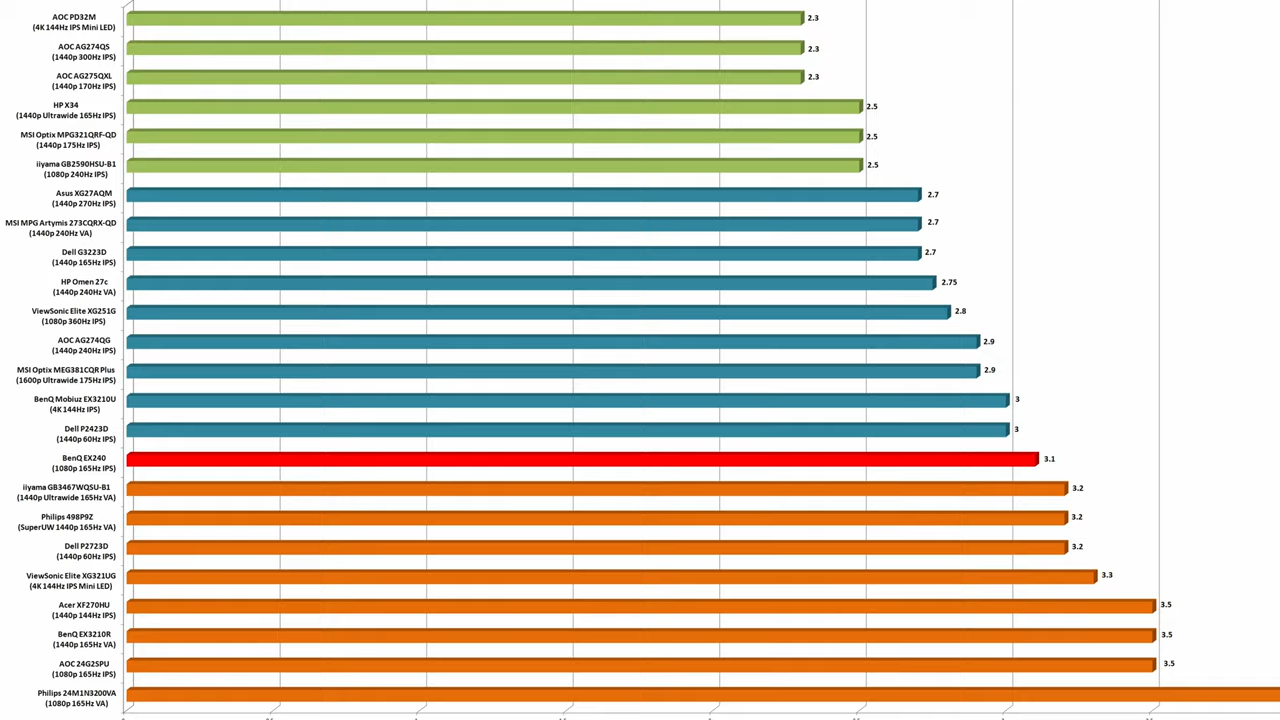 AOC PD32M
(4K 144Hz IPS Mini LED)
2.3
AOC AG274QS
(1440p 300Hz IPS)
2.3
AOC AG275QXL
(1440p 170Hz IPS)
2.3
HP X34
(1440p Ultrawide 165Hz IPS)
2.5
MSI Optix MPG321QRF-QD
(1440p 175Hz IPS)
2.5
iiyama GB2590HSU-B1
(1080p 240Hz IPS)
2.5
Asus XG27AQM
(1440p 270Hz IPS)
2.7
MSI MPG Artymis 273CQRX-QD
(1440p 240Hz VA)
2.7
Dell G3223D
(1440p 165Hz IPS)
2.7
HP Omen 27c
(1440p 240Hz VA)
2.75
ViewSonic Elite XG251G
(1080p 360Hz IPS)
2.8
AOC AG274QG
(1440p 240Hz IPS)
2.9
MSI Optix MEG381CQR Plus
(1600p Ultrawide 175Hz IPS)
2.9
BenQ Mobiuz EX3210U
(4K 144Hz IPS)
3
Dell P2423D
(1440p 60Hz IPS)
3
BenQ EX240
(1080p 165Hz IPS)
3.1
iiyama GB3467WQSU-B1
(1440p Ultrawide 165Hz VA)
3.2
Philips 498P9Z
(SuperUW 1440p 165Hz VA)
3.2
Dell P2723D
(1440p 60Hz IPS)
3.2
ViewSonic Elite XG321UG
(4K 144Hz IPS Mini LED)
3.3
Acer XF270HU
(1440p 144Hz IPS)
3.5
BenQ EX3210R
(1440p 165Hz VA)
3.5
AOC 24G2SPU
(1080p 165Hz IPS)
3.5
Philips 24M1N3200VA
(1080p 165Hz VA)